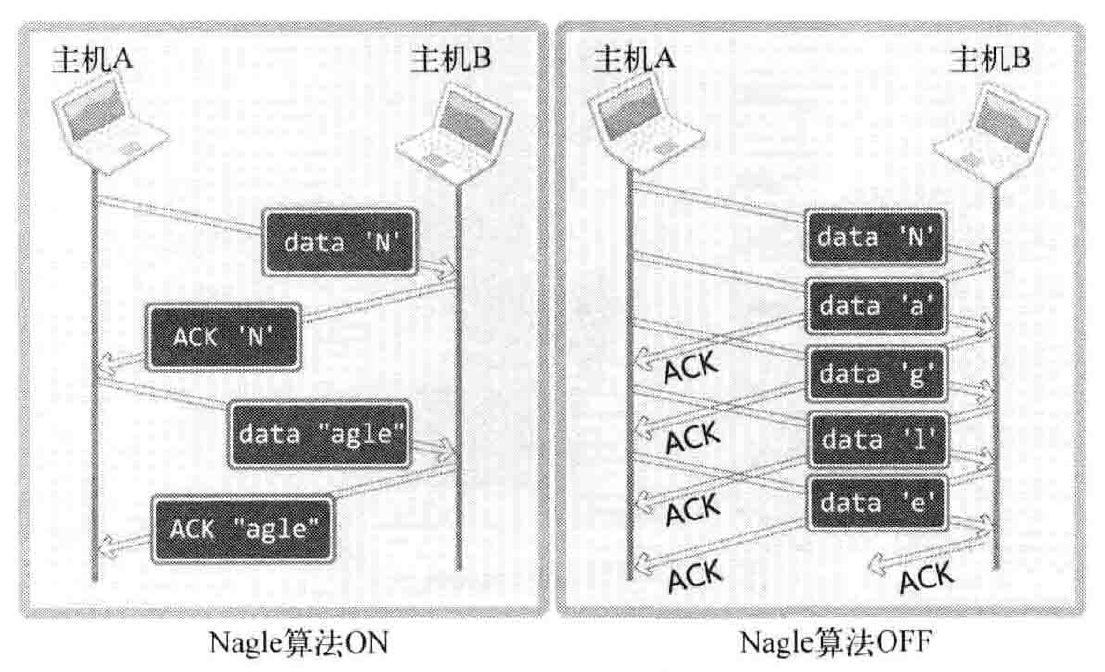 主机A
主机B
data 'N'
ACK 'N'
data "agle"
ACK "agle"
Nagle算法ON
主机A
主机B
data 'N'
data 'a'
ACK
data 'g'
ACK
data 'l'
ACK
data 'e'
ACK
ACK
Nagle算法OFF